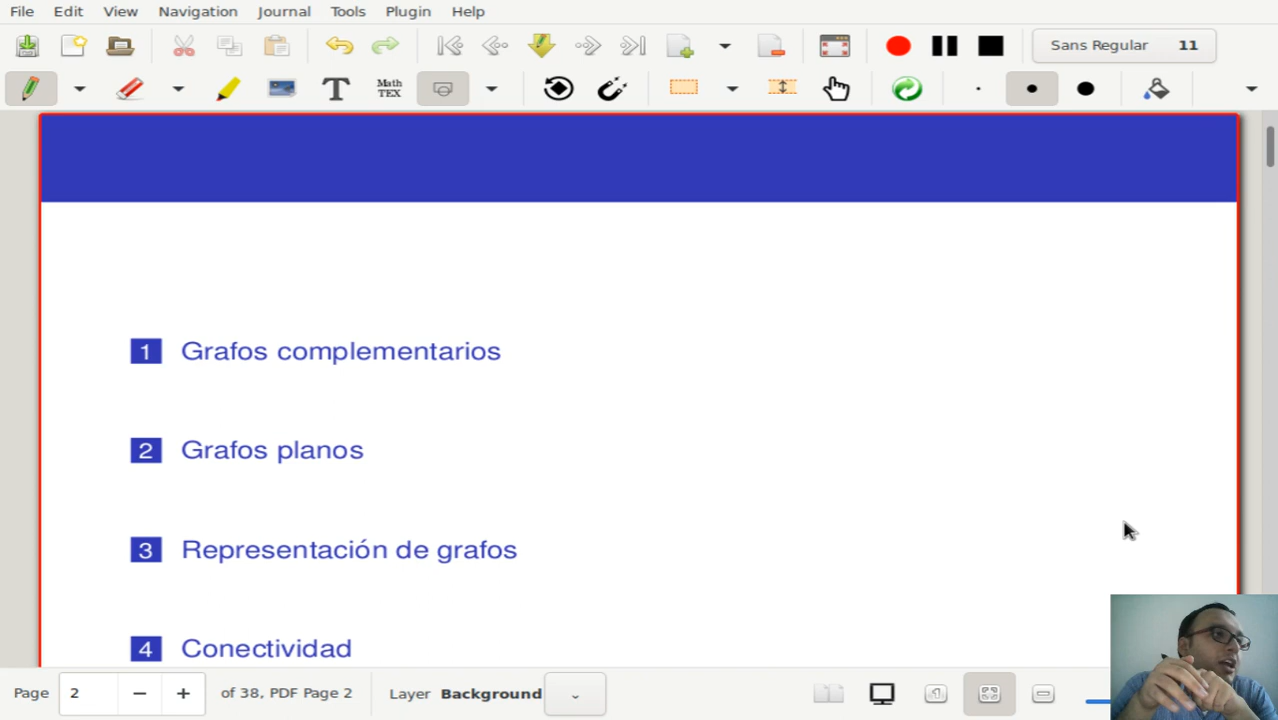 File Edit View Navigation Journal Tools Plugin Help
Sans Regular 11
T Math TEX
1 Grafos complementarios
2 Grafos planos
3 Representación de grafos
4 Conectividad
Page 2 of 38, PDF Page 2 Layer Background